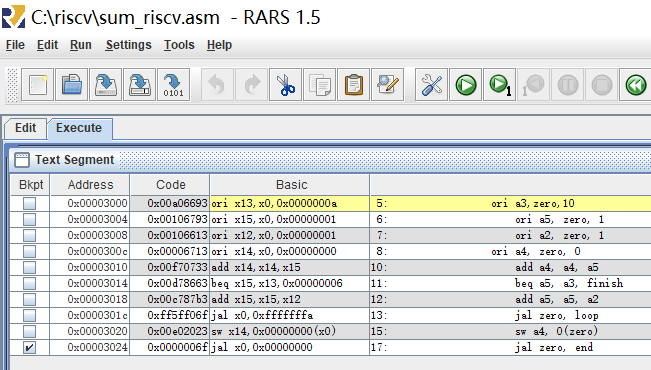 C:\riscv\sum_riscv.asm - RARS 1.5
File Edit Run Settings Tools Help
0101 1 1
Edit Execute
Text Segment
Bkpt Address Code Basic
0x00003000 0x00a06693 ori x13,x0,0x0000000a 5: ori a3,zero,10
0x00003004 0x00106793 ori x15,x0,0x00000001 6: ori a5, zero, 1
0x00003008 0x00106613 ori x12,x0,0x00000001 7: ori a2, zero, 1
0x0000300c 0x00006713 ori x14,x0,0x00000000 8: ori a4, zero, 0
0x00003010 0x00f70733 add x14,x14,x15 10: add a4, a4, a5
0x00003014 0x00d78663 beq x15,x13,0x00000006 11: beq a5, a3, finish
0x00003018 0x00c787b3 add x15,x15,x12 12: add a5, a5, a2
0x0000301c 0xff5ff06f jal x0,0xfffffffa 13: jal zero, loop
0x00003020 0x00e02023 sw x14,0x00000000(x0) 15: sw a4, 0(zero)
0x00003024 0x0000006f jal x0,0x00000000 17: jal zero, end